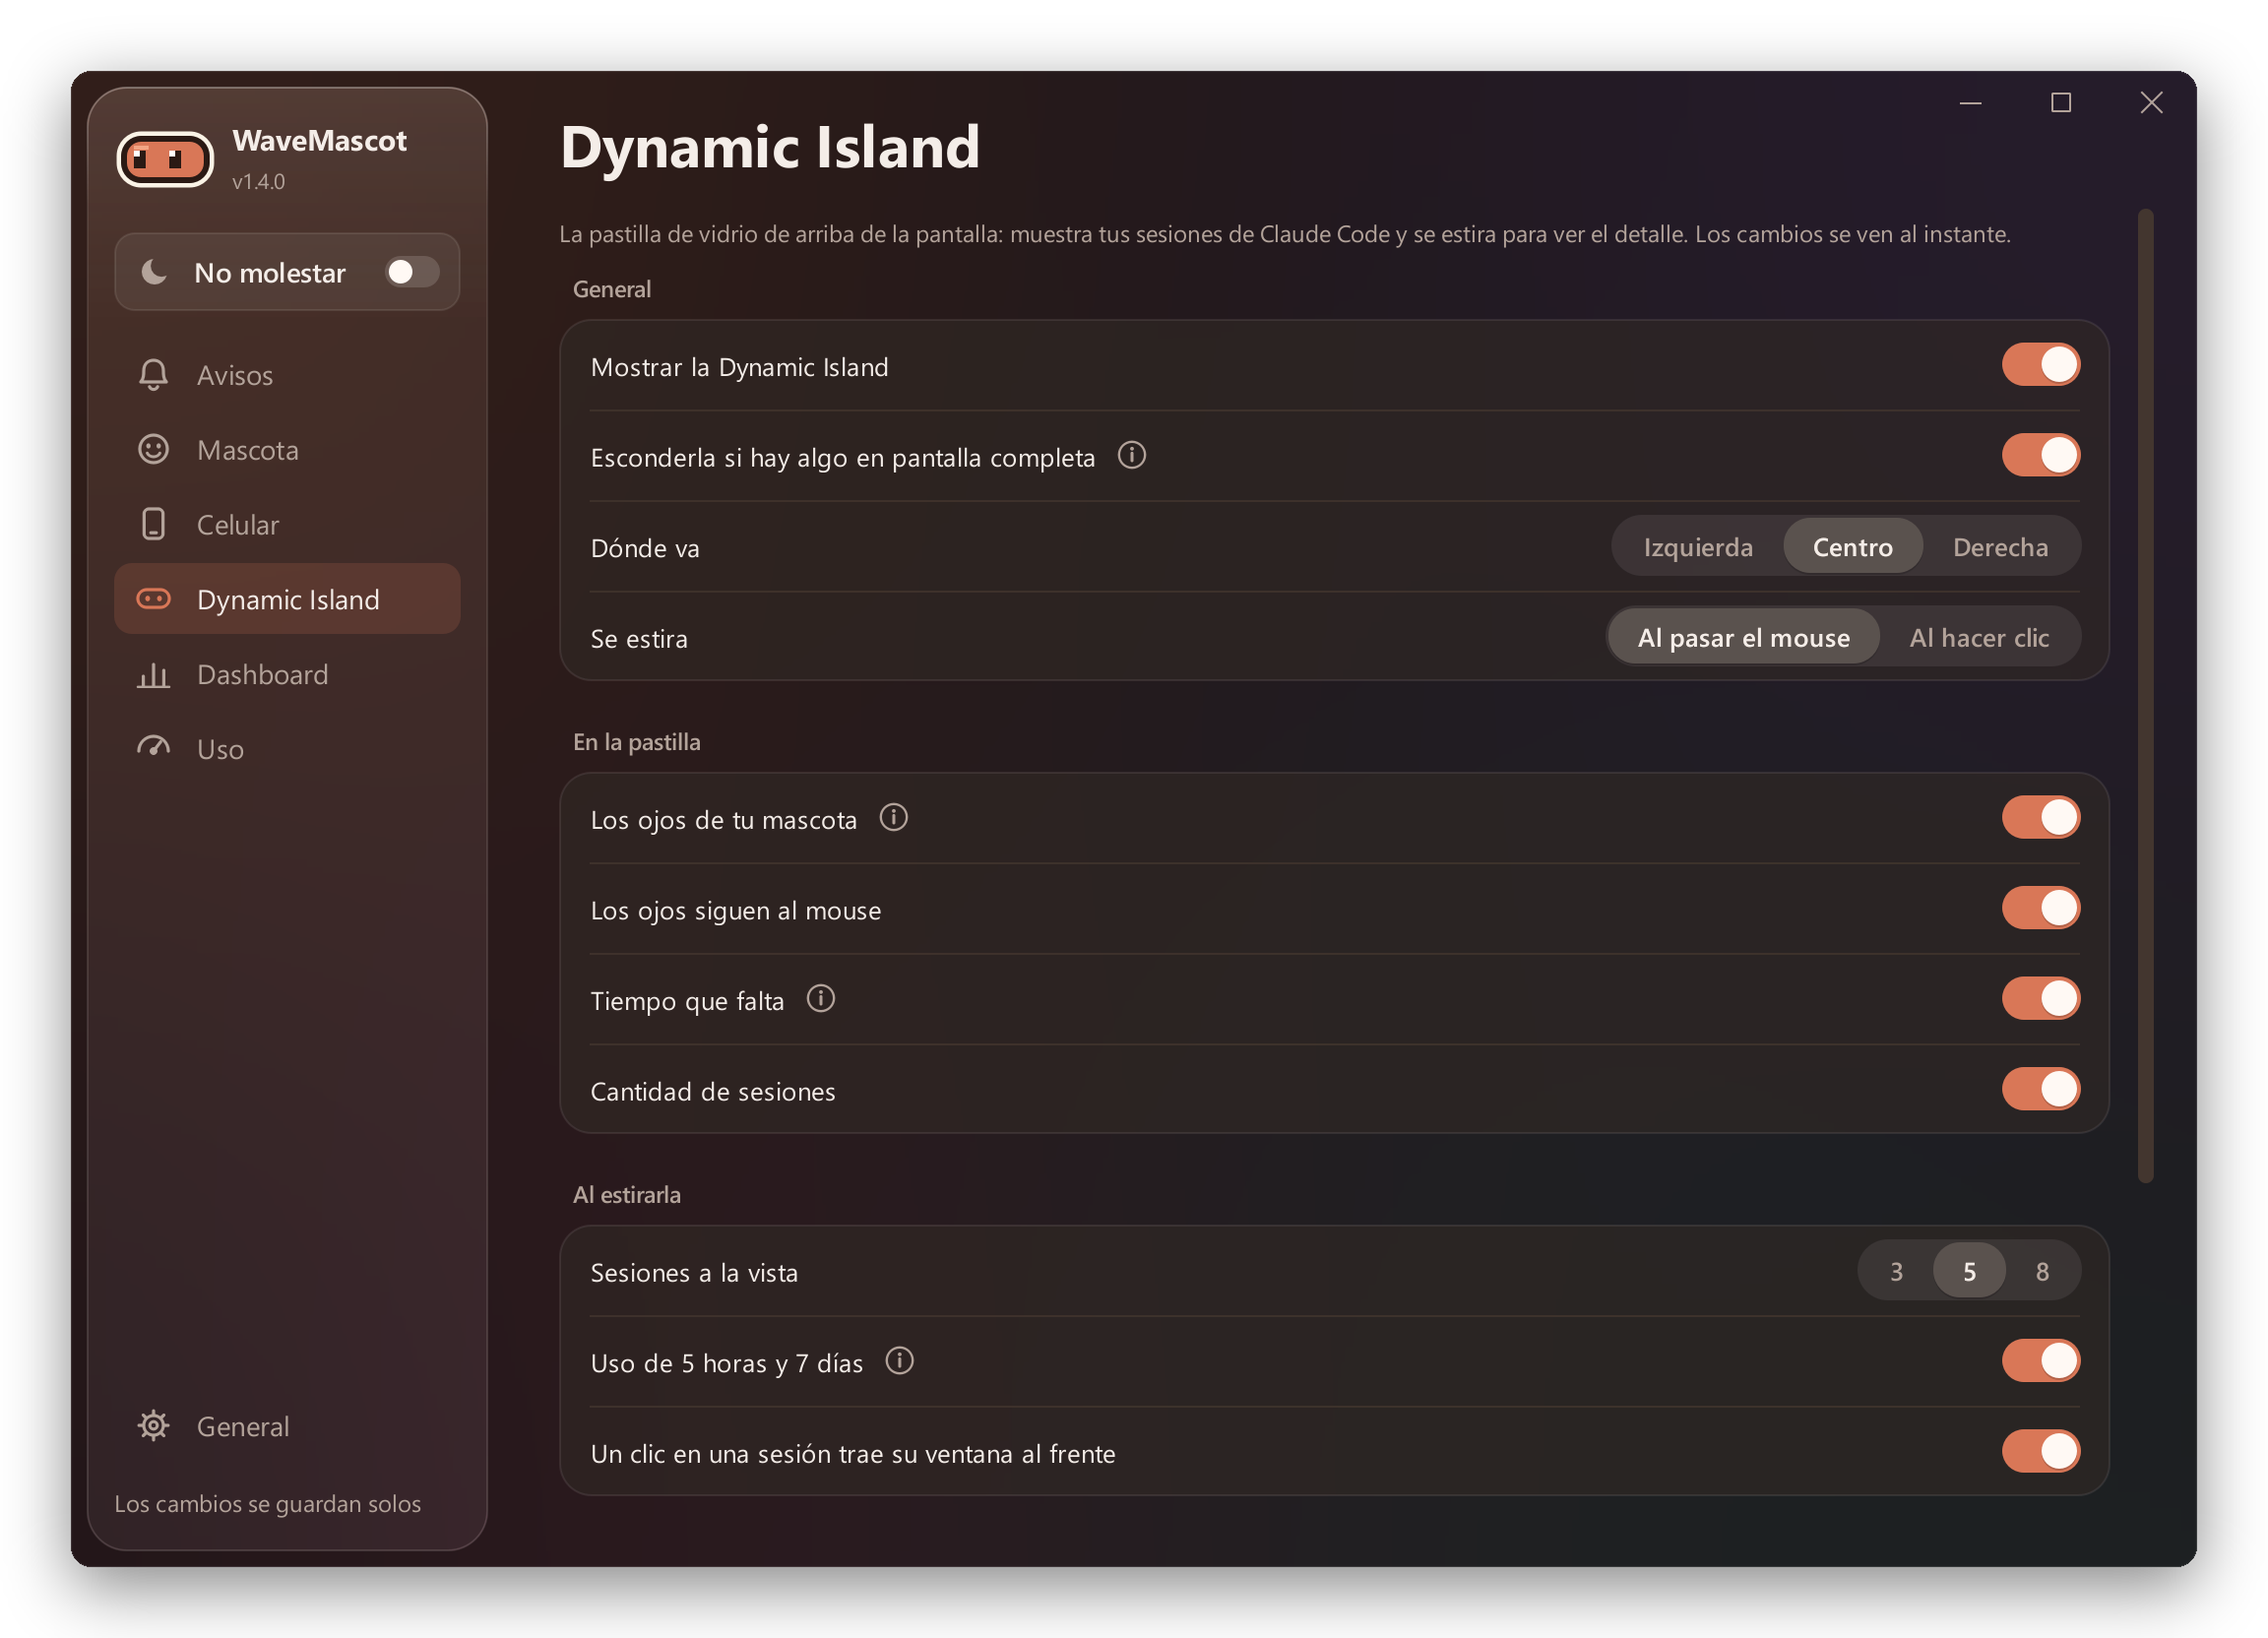 WaveMascot
v1.4.0
No molestar
Avisos
Mascota
Celular
Dynamic Island
Dashboard
Uso
General
Los cambios se guardan solos
Dynamic Island
La pastilla de vidrio de arriba de la pantalla: muestra tus sesiones de Claude Code y se estira para ver el detalle. Los cambios se ven al instante.
General
Mostrar la Dynamic Island
Esconderla si hay algo en pantalla completa
Dónde va
Izquierda Centro Derecha
Se estira
Al pasar el mouse Al hacer clic
En la pastilla
Los ojos de tu mascota
Los ojos siguen al mouse
Tiempo que falta
Cantidad de sesiones
Al estirarla
Sesiones a la vista
3 5 8
Uso de 5 horas y 7 días
Un clic en una sesión trae su ventana al frente